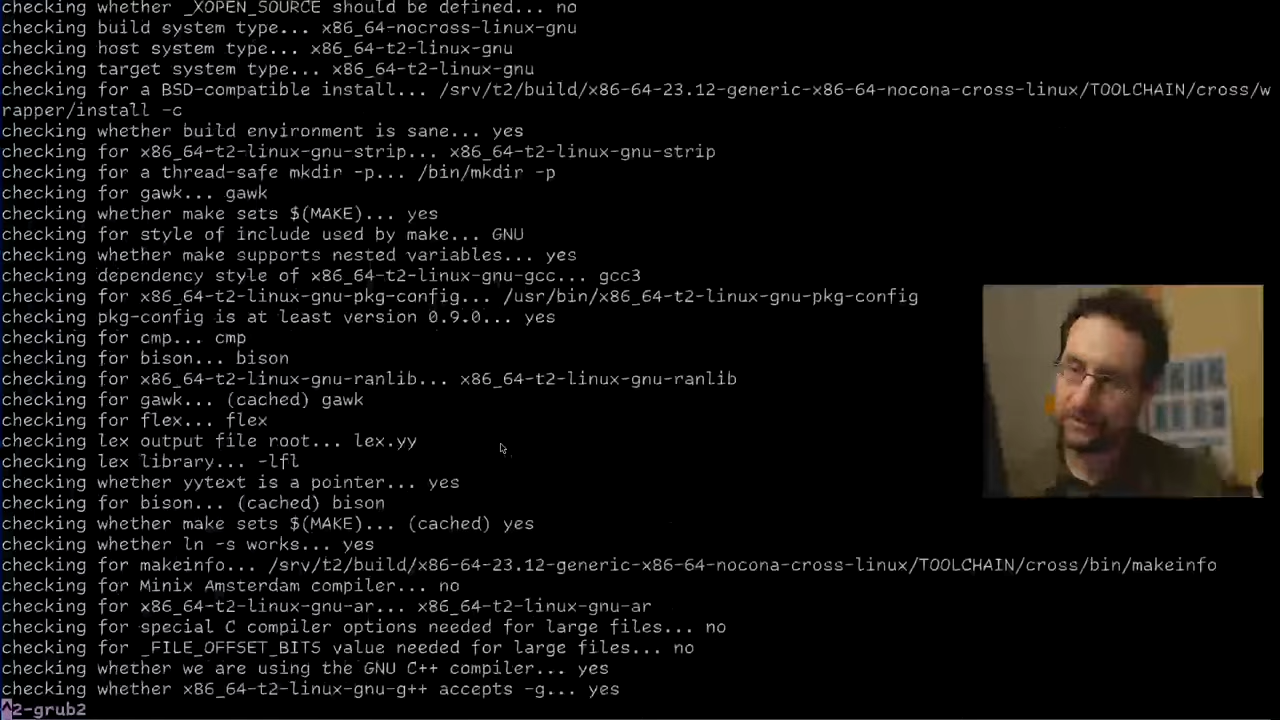 checking whether _XOPEN_SOURCE should be defined... no
checking build system type... x86_64-nocross-linux-gnu
checking host system type... x86_64-t2-linux-gnu
checking target system type... x86_64-t2-linux-gnu
checking for a BSD-compatible install... /srv/t2/build/x86-64-23.12-generic-x86-64-nocona-cross-linux/TOOLCHAIN/cross/w
rapper/install -c
checking whether build environment is sane... yes
checking for x86_64-t2-linux-gnu-strip... x86_64-t2-linux-gnu-strip
checking for a thread-safe mkdir -p... /bin/mkdir -p
checking for gawk... gawk
checking whether make sets $(MAKE)... yes
checking for style of include used by make... GNU
checking whether make supports nested variables... yes
checking dependency style of x86_64-t2-linux-gnu-gcc... gcc3
checking for x86_64-t2-linux-gnu-pkg-config... /usr/bin/x86_64-t2-linux-gnu-pkg-config
checking pkg-config is at least version 0.9.0... yes
checking for cmp... cmp
checking for bison... bison
checking for x86_64-t2-linux-gnu-ranlib... x86_64-t2-linux-gnu-ranlib
checking for gawk... (cached) gawk
checking for flex... flex
checking lex output file root... lex.yy
checking lex library... -lfl
checking whether yytext is a pointer... yes
checking for bison... (cached) bison
checking whether make sets $(MAKE)... (cached) yes
checking whether ln -s works... yes
checking for makeinfo... /srv/t2/build/x86-64-23.12-generic-x86-64-nocona-cross-linux/TOOLCHAIN/cross/bin/makeinfo
checking for Minix Amsterdam compiler... no
checking for x86_64-t2-linux-gnu-ar... x86_64-t2-linux-gnu-ar
checking for special C compiler options needed for large files... no
checking for _FILE_OFFSET_BITS value needed for large files... no
checking whether we are using the GNU C++ compiler... yes
checking whether x86_64-t2-linux-gnu-g++ accepts -g... yes
^2-grub2